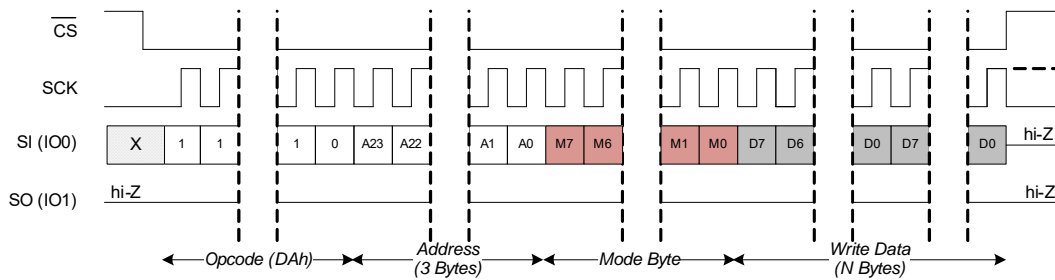 CS
SCK
SI (IO0) X 1 1 1 0 A23 A22 A1 A0 M7 M6 M1 M0 D7 D6 D0 D7 D0 hi-Z
hi-Z hi-Z
SO (IO1)
Opcode (DAh) Address Mode Byte Write Data
(3 Bytes) (N Bytes)